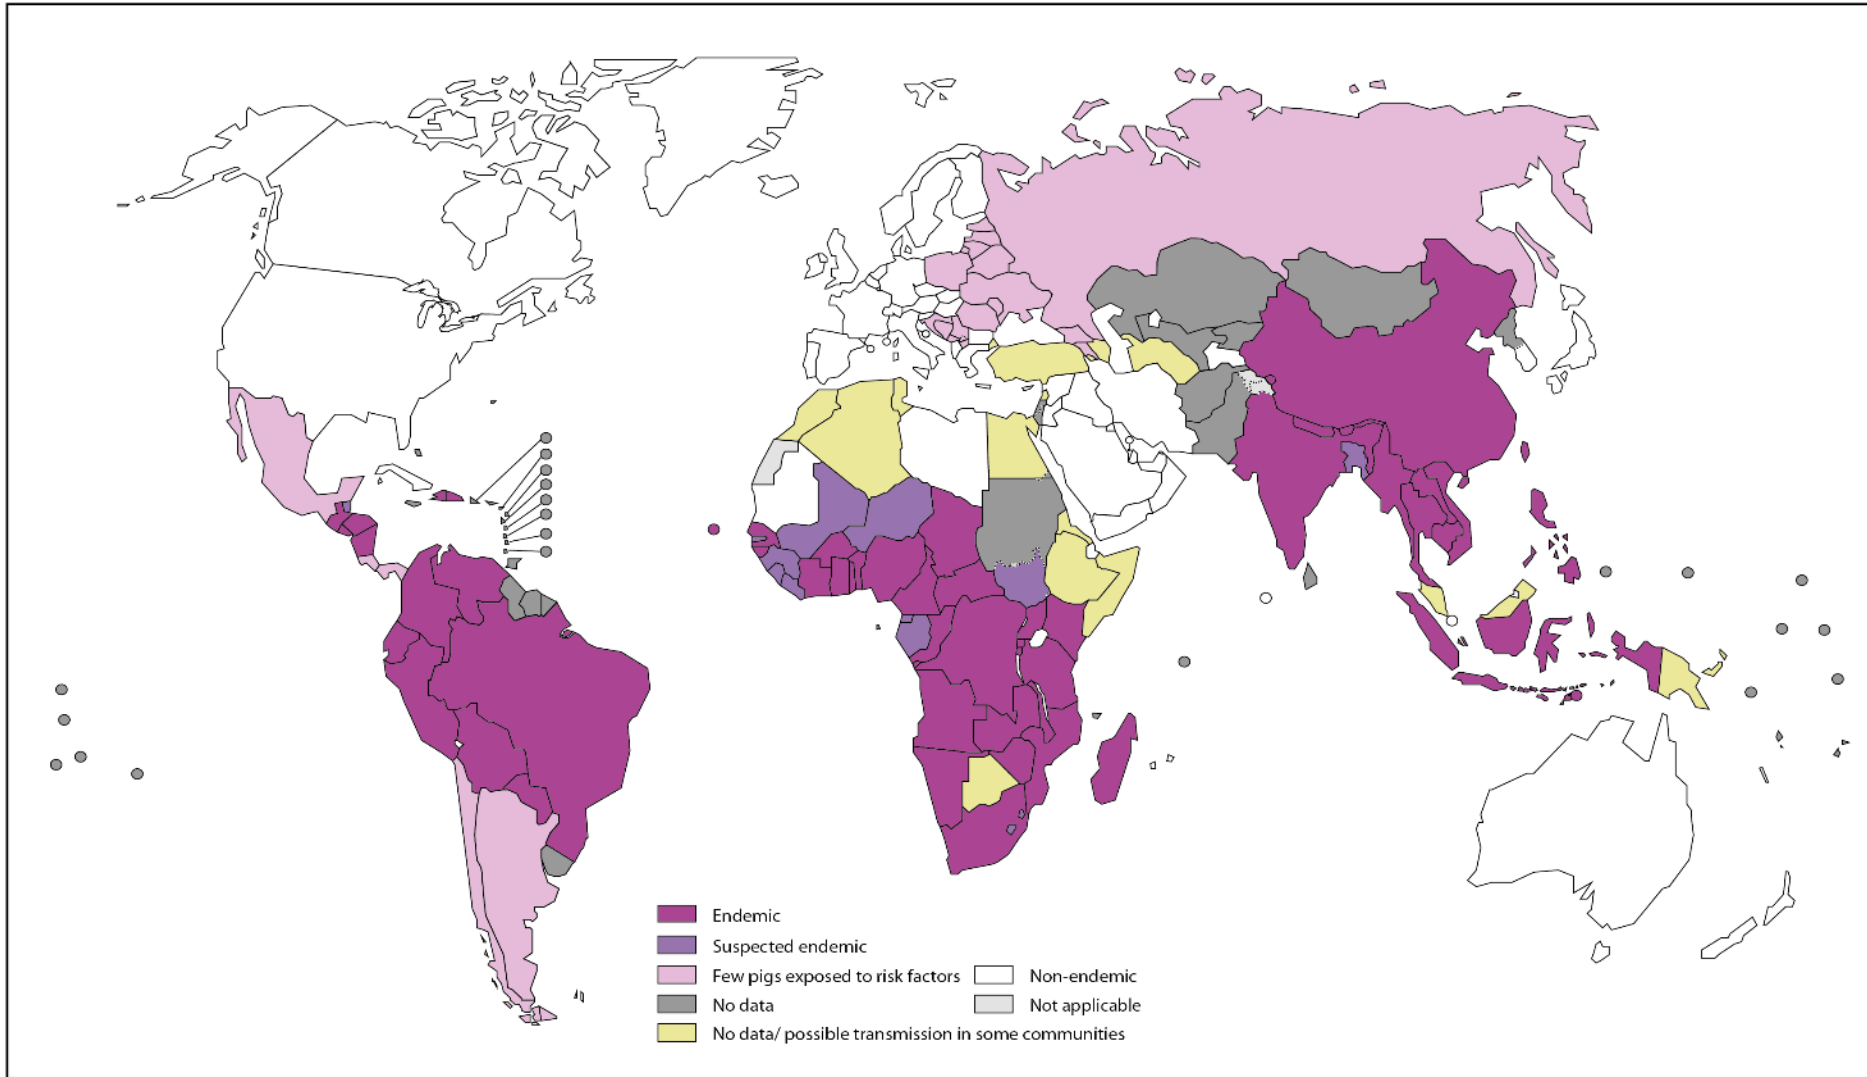 Endemic
Suspected endemic
Few pigs exposed to risk factors
Non-endemic
No data
Not applicable
No data/ possible transmission in some communities